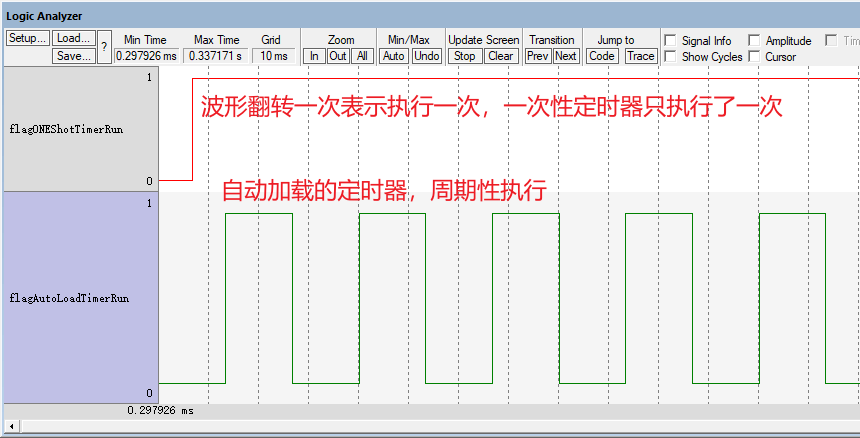 Logic Analyzer
Setup... Load... Save... ? Min Time Max Time Grid Zoom Min/Max Update Screen Transition Jump to Signal Info Amplitude
0.297926 ms 0.337171 s 10 ms In Out All Auto Undo Stop Clear Prev Next Code Trace Show Cycles Cursor
1
波形翻转一次表示执行一次，一次性定时器只执行了一次
flagONEShotTimerRun
0
自动加载的定时器，周期性执行
1
flagAutoLoadTimerRun
0
0.297926 ms